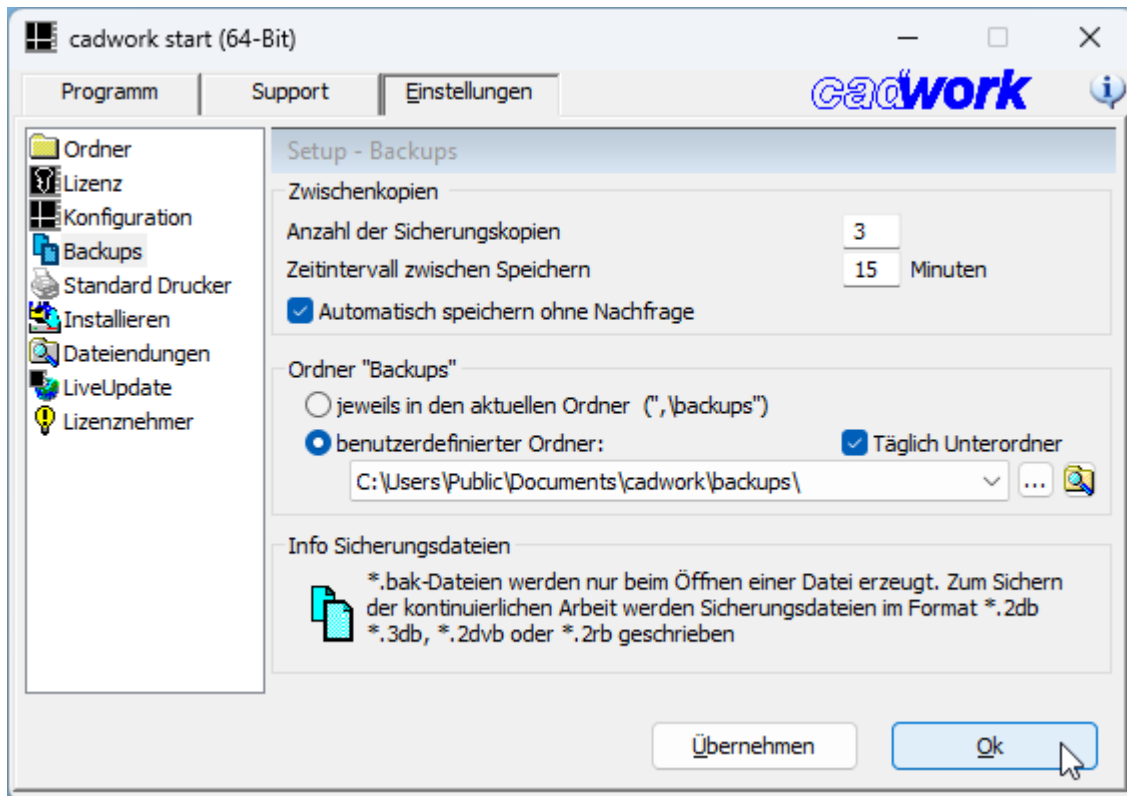 cadwork start (64-Bit)
Programm
Support
Einstellungen
cadwork
Ordner
Lizenz
Konfiguration
Backups
Standard Drucker
Installieren
Dateiendungen
LiveUpdate
Lizenznehmer
Setup - Backups
Zwischenkopien
Anzahl der Sicherungskopien 3
Zeitintervall zwischen Speichern 15 Minuten
Automatisch speichern ohne Nachfrage
Ordner "Backups"
jeweils in den aktuellen Ordner (",\backups")
benutzerdefinierter Ordner: Täglich Unterordner
C:\Users\Public\Documents\cadwork\backups\ ...
Info Sicherungsdateien
*.bak-Dateien werden nur beim Öffnen einer Datei erzeugt. Zum Sichern
der kontinuierlichen Arbeit werden Sicherungsdateien im Format *.2db
*.3db, *.2dvb oder *.2rb geschrieben
Übernehmen
Ok